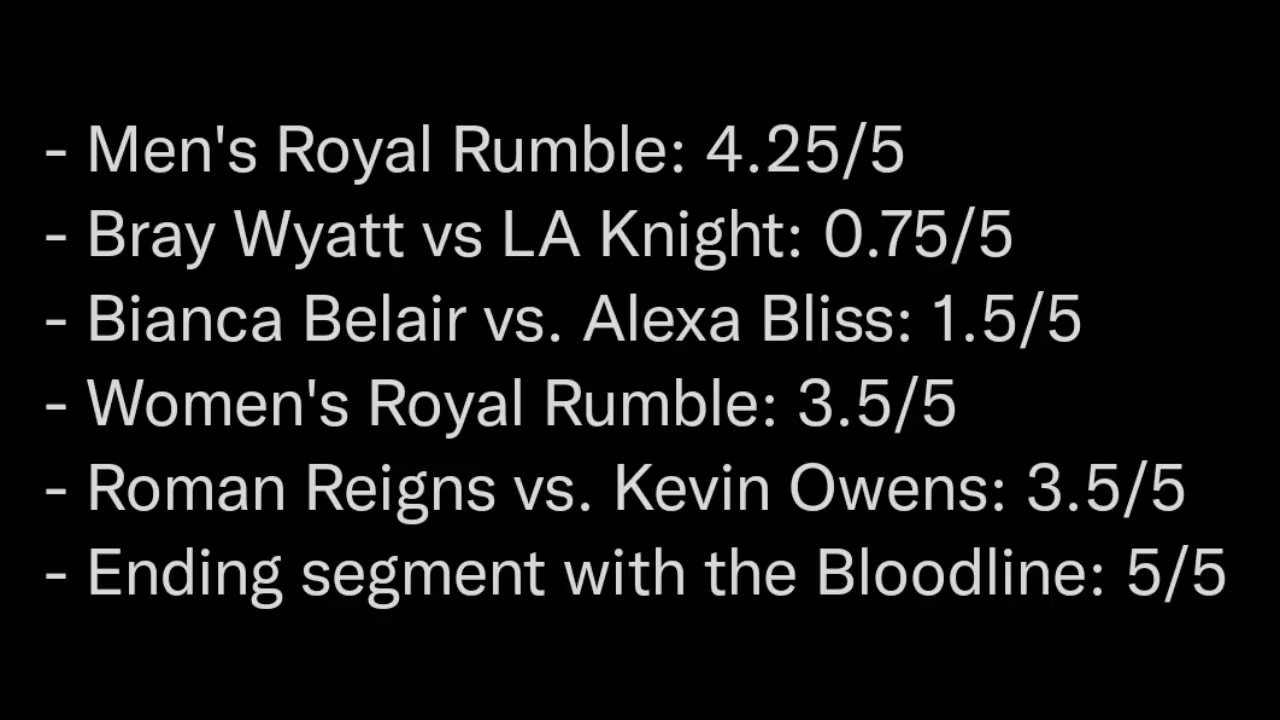 - Men's Royal Rumble: 4.25/5
- Bray Wyatt vs LA Knight: 0.75/5
- Bianca Belair vs. Alexa Bliss: 1.5/5
- Women's Royal Rumble: 3.5/5
- Roman Reigns vs. Kevin Owens: 3.5/5
- Ending segment with the Bloodline: 5/5